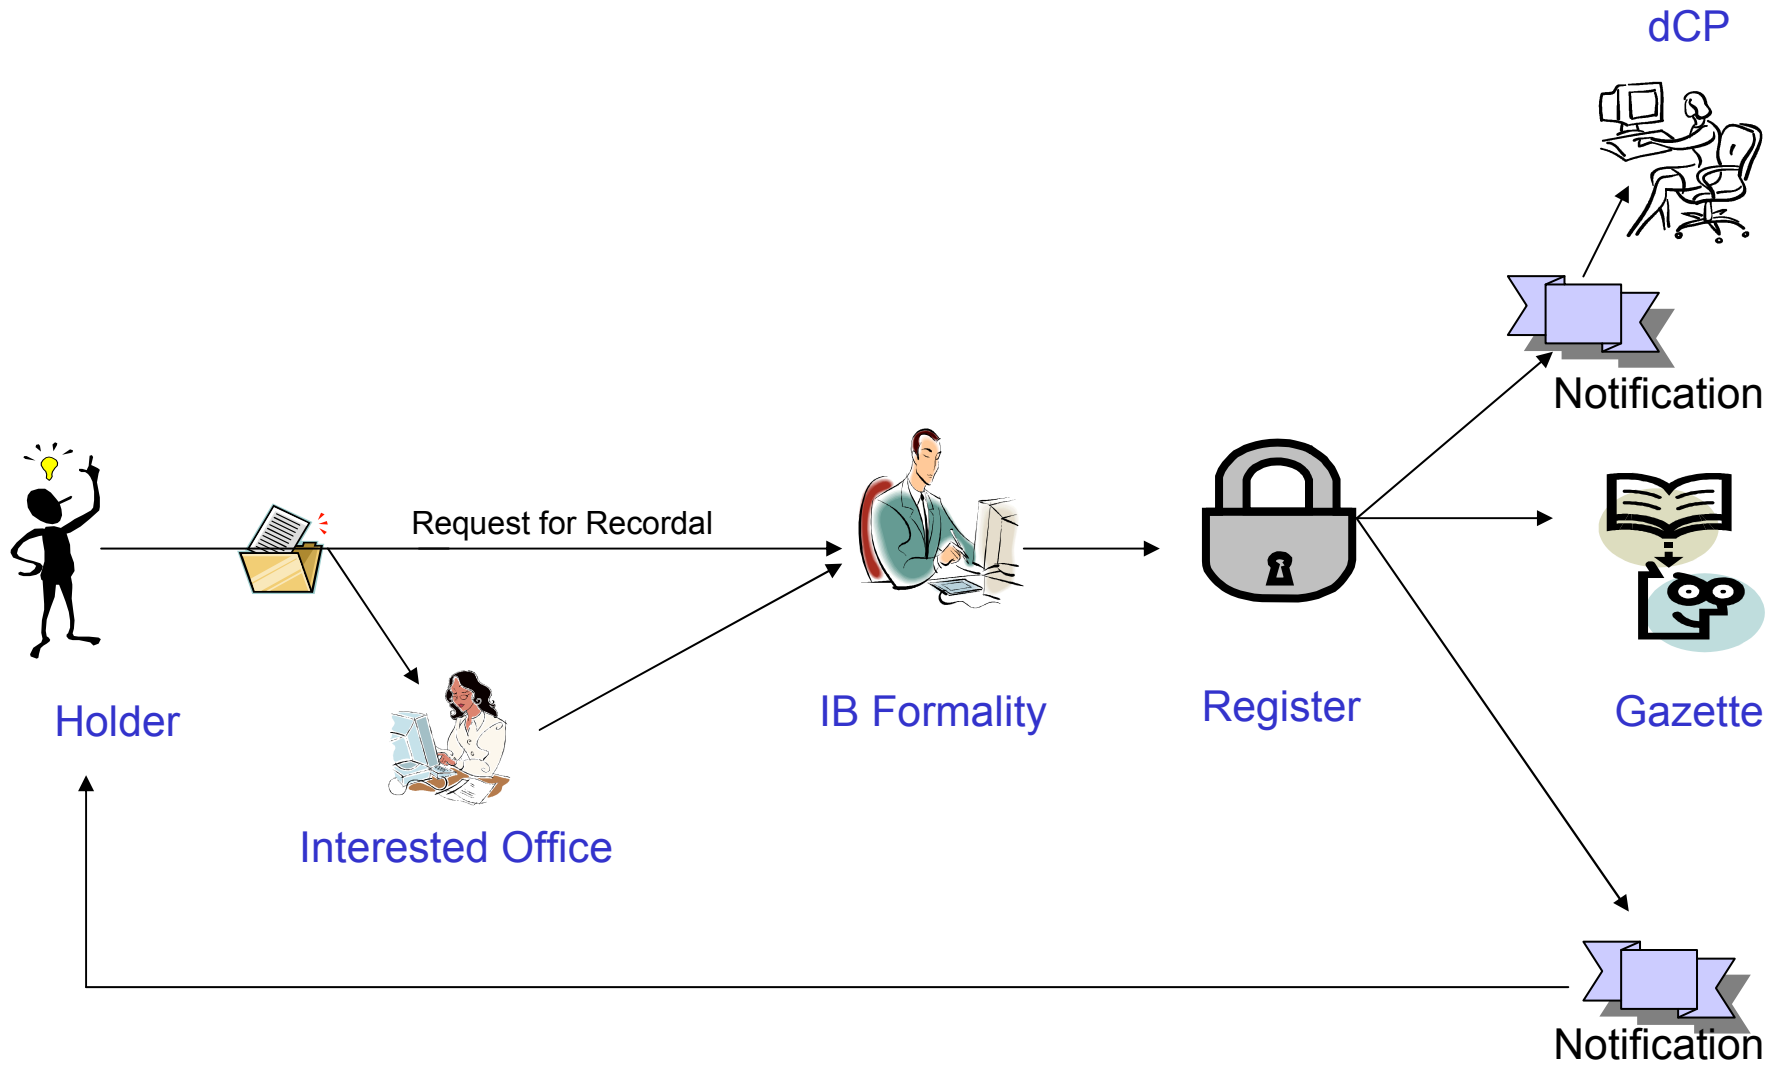 dCP
Notification
Request for Recordal
Holder
IB Formality
Register
Gazette
Interested Office
Notification